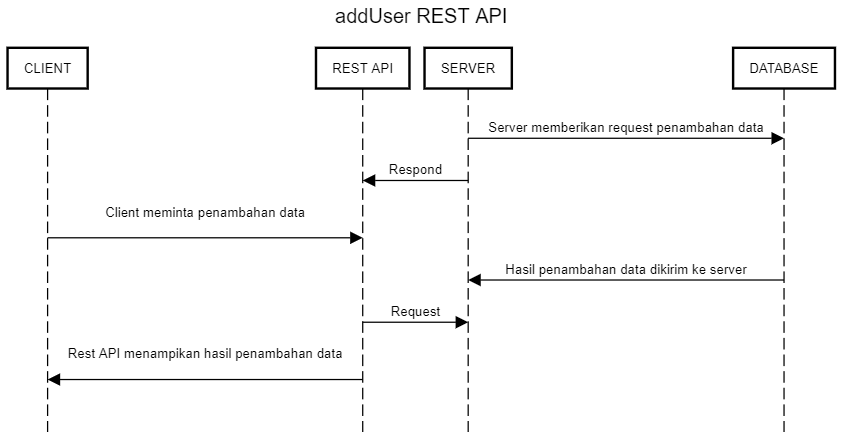 addUser REST API
CLIENT
REST API
SERVER
DATABASE
Server memberikan request penambahan data
Respond
Client meminta penambahan data
Hasil penambahan data dikirim ke server
Request
Rest API menampikan hasil penambahan data